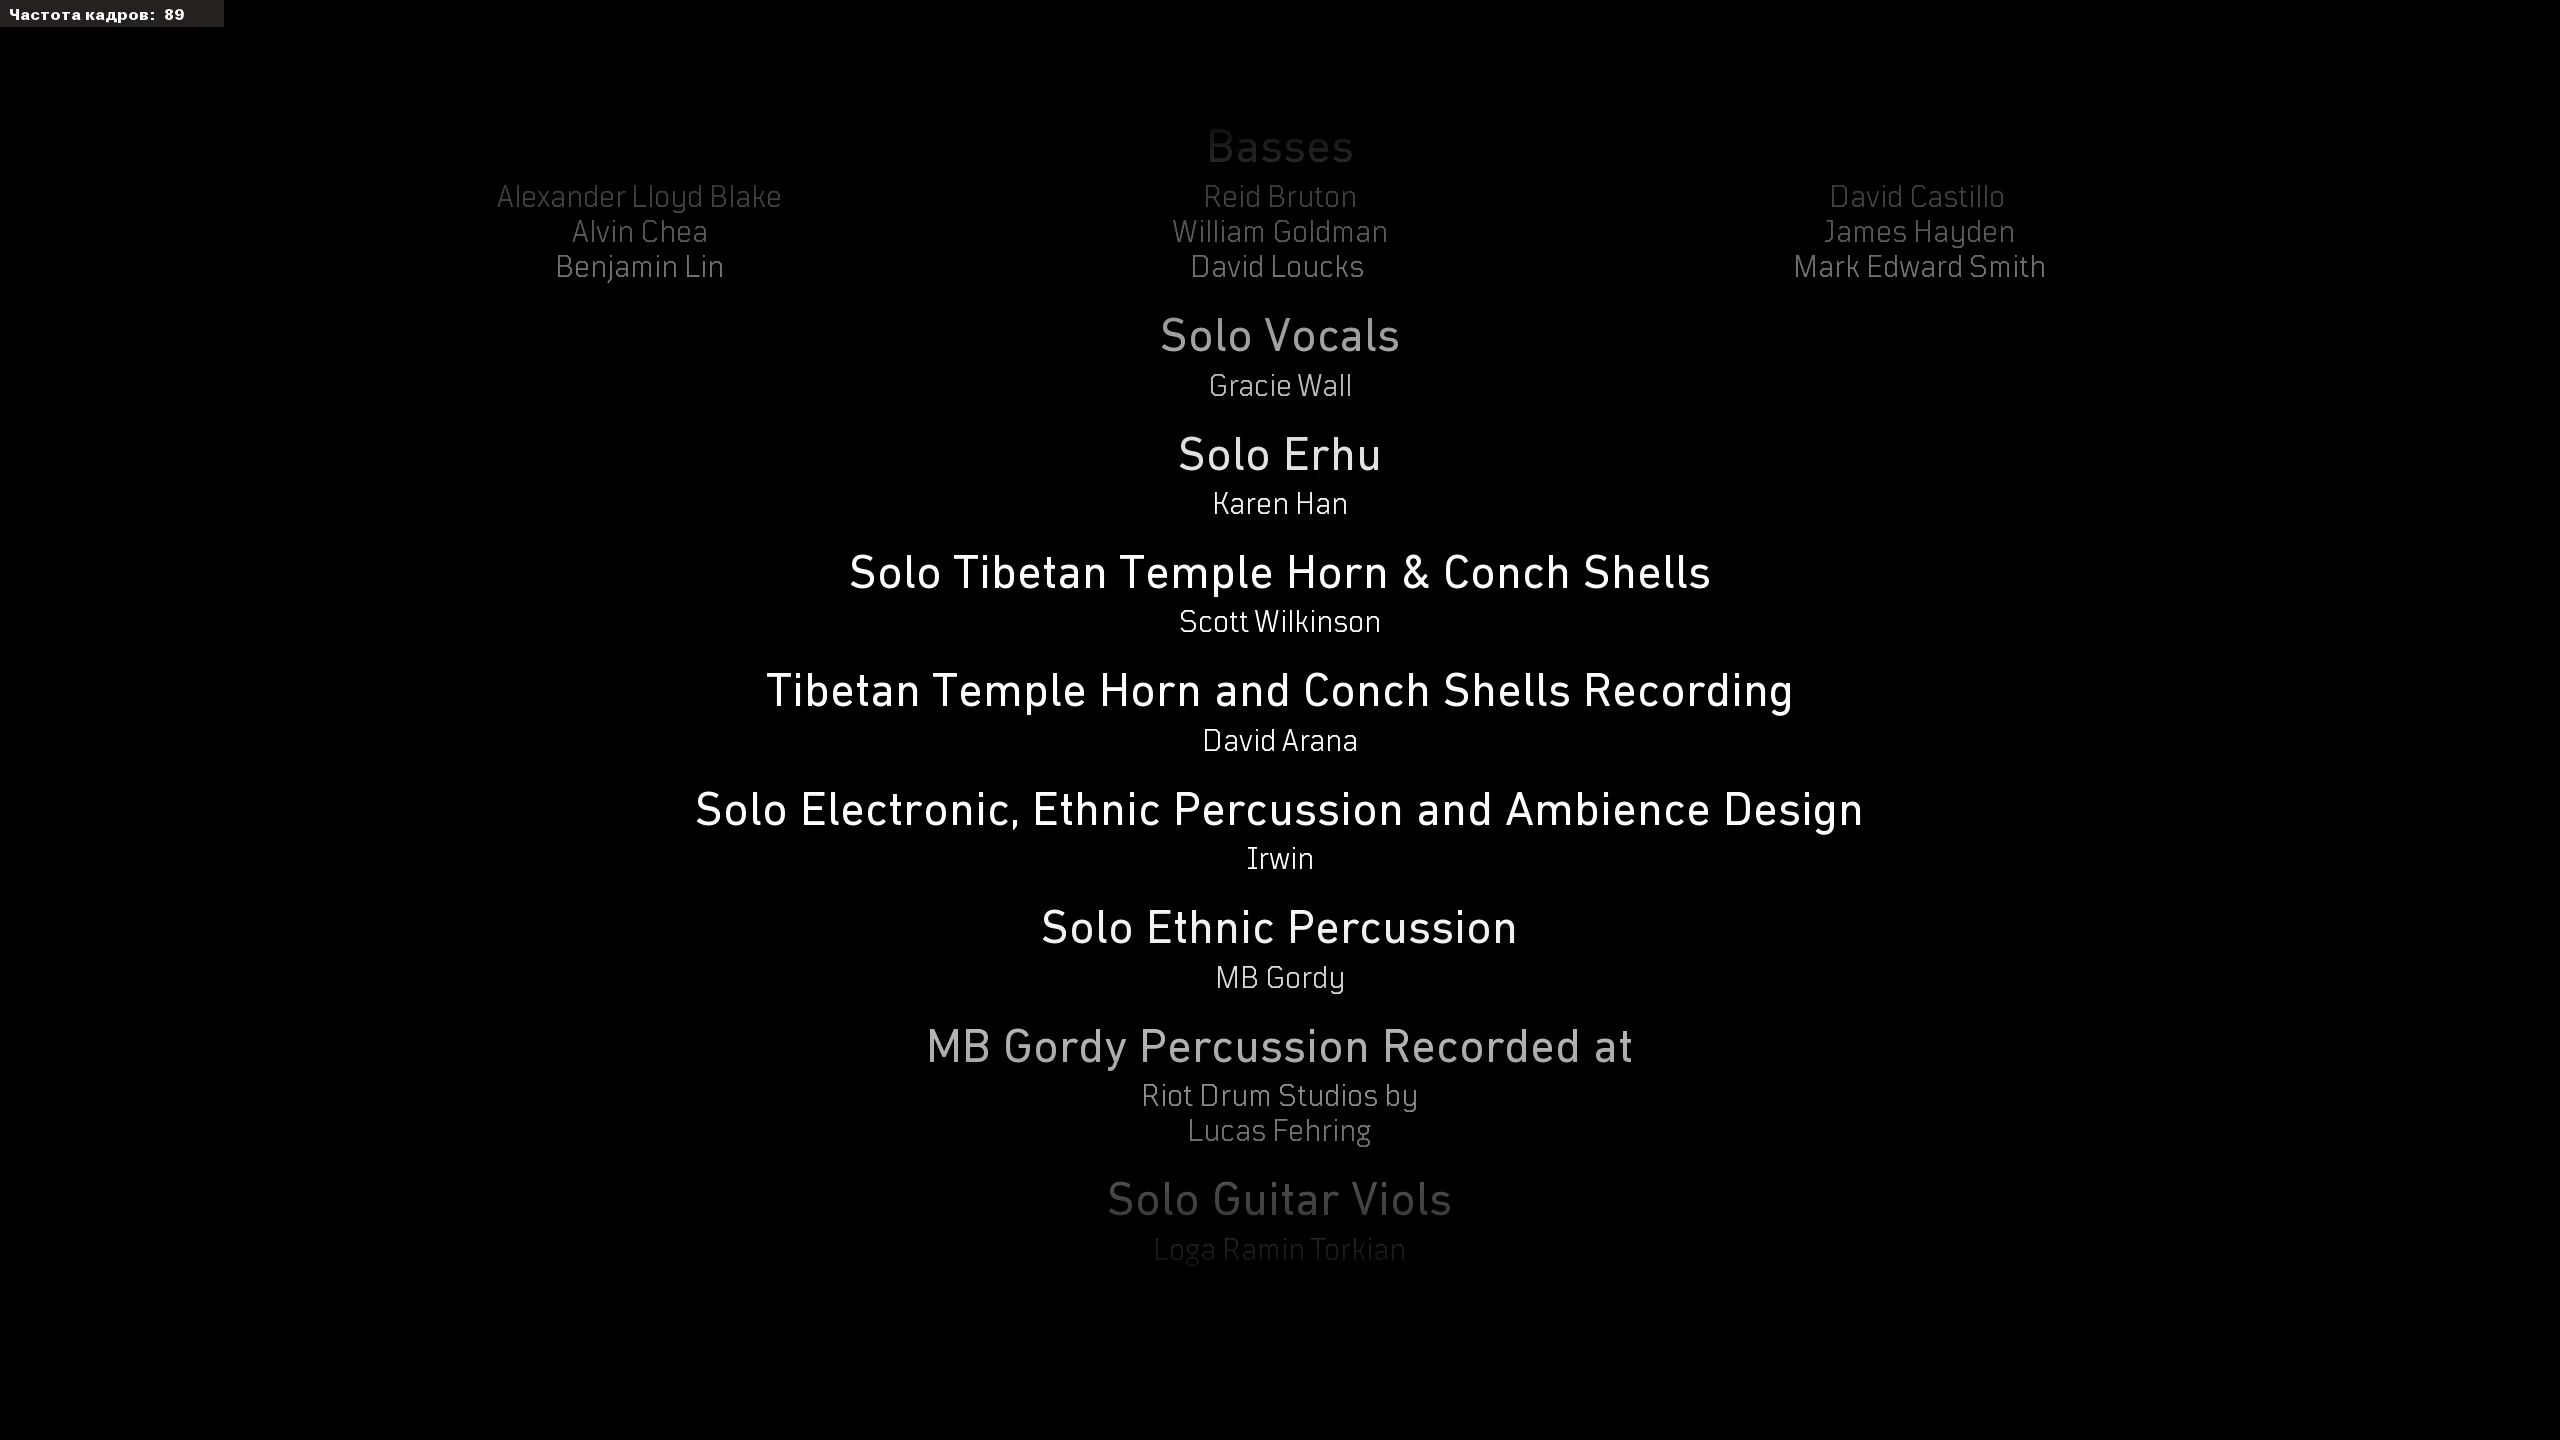 Частота кадров: 89
Basses
Alexander Lloyd Blake Reid Bruton David Castillo
Alvin Chea William Goldman James Hayden
Benjamin Lin David Loucks Mark Edward Smith
Solo Vocals
Gracie Wall
Solo Erhu
Karen Han
Solo Tibetan Temple Horn & Conch Shells
Scott Wilkinson
Tibetan Temple Horn and Conch Shells Recording
David Arana
Solo Electronic, Ethnic Percussion and Ambience Design
Irwin
Solo Ethnic Percussion
MB Gordy
MB Gordy Percussion Recorded at
Riot Drum Studios by
Lucas Fehring
Solo Guitar Viols
Loga Ramin Torkian